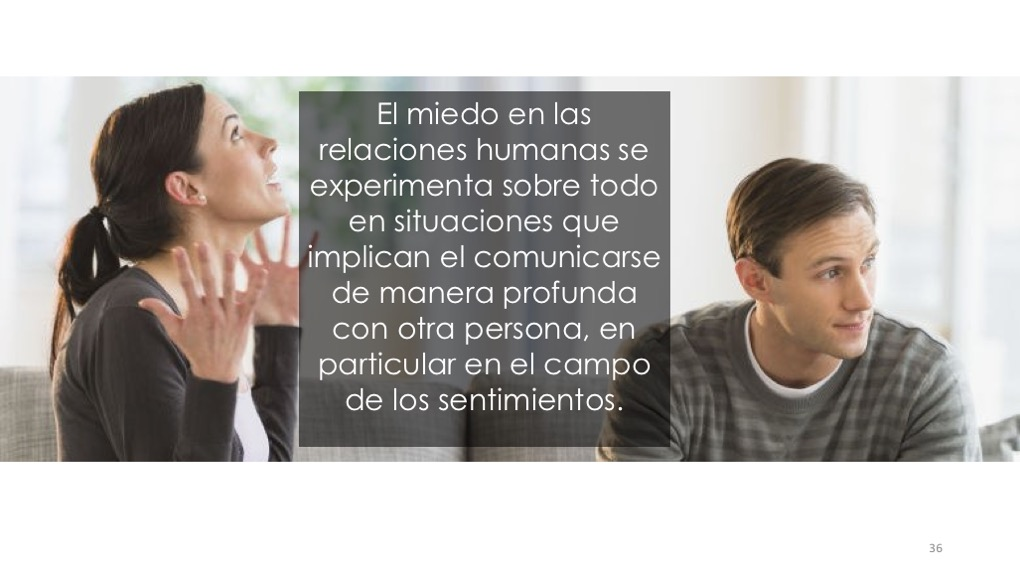 El miedo en las
relaciones humanas se
experimenta sobre todo
en situaciones que
implican el comunicarse
de manera profunda
con otra persona, en
particular en el campo
de los sentimientos.
36